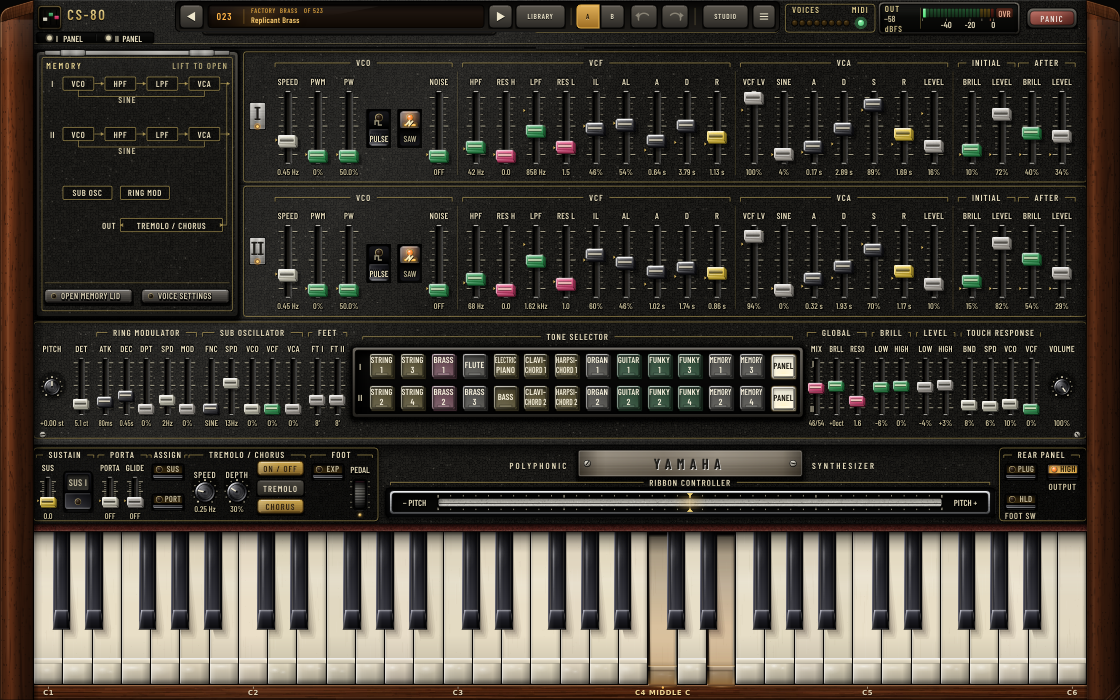 CS-80
023
FACTORY BRASS OF 523
Replicant Brass
LIBRARY
A B
STUDIO
VOICES MIDI
OUT
-58
dBFS
OVR
-40 -20 0
PANIC
I PANEL II PANEL
MEMORY LIFT TO OPEN
I VCO HPF LPF VCA
SINE
II VCO HPF LPF VCA
SINE
SUB OSC RING MOD
OUT TREMOLO / CHORUS
OPEN MEMORY LID VOICE SETTINGS
VCO VCF VCA INITIAL AFTER
SPEED PWM PW NOISE HPF RES H LPF RES L IL AL A D R VCF LV SINE A D S R LEVEL BRILL LEVEL BRILL LEVEL
I
PULSE SAW
0.45 Hz 0% 50.0% OFF 42 Hz 0.0 858 Hz 1.5 46% 54% 0.64 s 3.79 s 1.13 s 100% 4% 0.17 s 2.89 s 89% 1.69 s 16% 10% 72% 40% 34%
VCO VCF VCA INITIAL AFTER
SPEED PWM PW NOISE HPF RES H LPF RES L IL AL A D R VCF LV SINE A D S R LEVEL BRILL LEVEL BRILL LEVEL
II
PULSE SAW
0.45 Hz 0% 50.0% OFF 68 Hz 0.0 1.62 kHz 1.0 60% 46% 1.02 s 1.74 s 0.86 s 94% 0% 0.32 s 1.93 s 70% 1.17 s 10% 15% 82% 54% 29%
RING MODULATOR SUB OSCILLATOR FEET
PITCH DET ATK DEC DPT SPD MOD FNC SPD VCO VCF VCA FT I FT II
+0.00 st 5.1 ct 80ms 0.45s 0% 2Hz 0% SINE 13Hz 0% 0% 0% 8' 8'
TONE SELECTOR
I STRING 1 STRING 3 BRASS 1 FLUTE ELECTRIC PIANO CLAVI-CHORD 1 HARPSI-CHORD 1 ORGAN 1 GUITAR 1 FUNKY 1 FUNKY 3 MEMORY 1 MEMORY 3 PANEL
II STRING 2 STRING 4 BRASS 2 BRASS 3 BASS CLAVI-CHORD 2 HARPSI-CHORD 2 ORGAN 2 GUITAR 2 FUNKY 2 FUNKY 4 MEMORY 2 MEMORY 4 PANEL
GLOBAL BRILL LEVEL TOUCH RESPONSE
MIX BRILL RESO LOW HIGH LOW HIGH BND SPD VCO VCF VOLUME
46/54 +0oct 1.6 -6% 0% -4% +3% 8% 6% 0% 0% 100%
SUSTAIN PORTA ASSIGN TREMOLO / CHORUS FOOT
SUS PORTA GLIDE SUS SPEED DEPTH ON / OFF EXP PEDAL
SUS I PORT TREMOLO
CHORUS
0.0 OFF OFF 0.25 Hz 30%
POLYPHONIC YAMAHA SYNTHESIZER
RIBBON CONTROLLER
- PITCH PITCH +
REAR PANEL
PLUG HIGH
OUTPUT
HLD
FOOT SW
C1 C2 C3 C4 MIDDLE C C5 C6